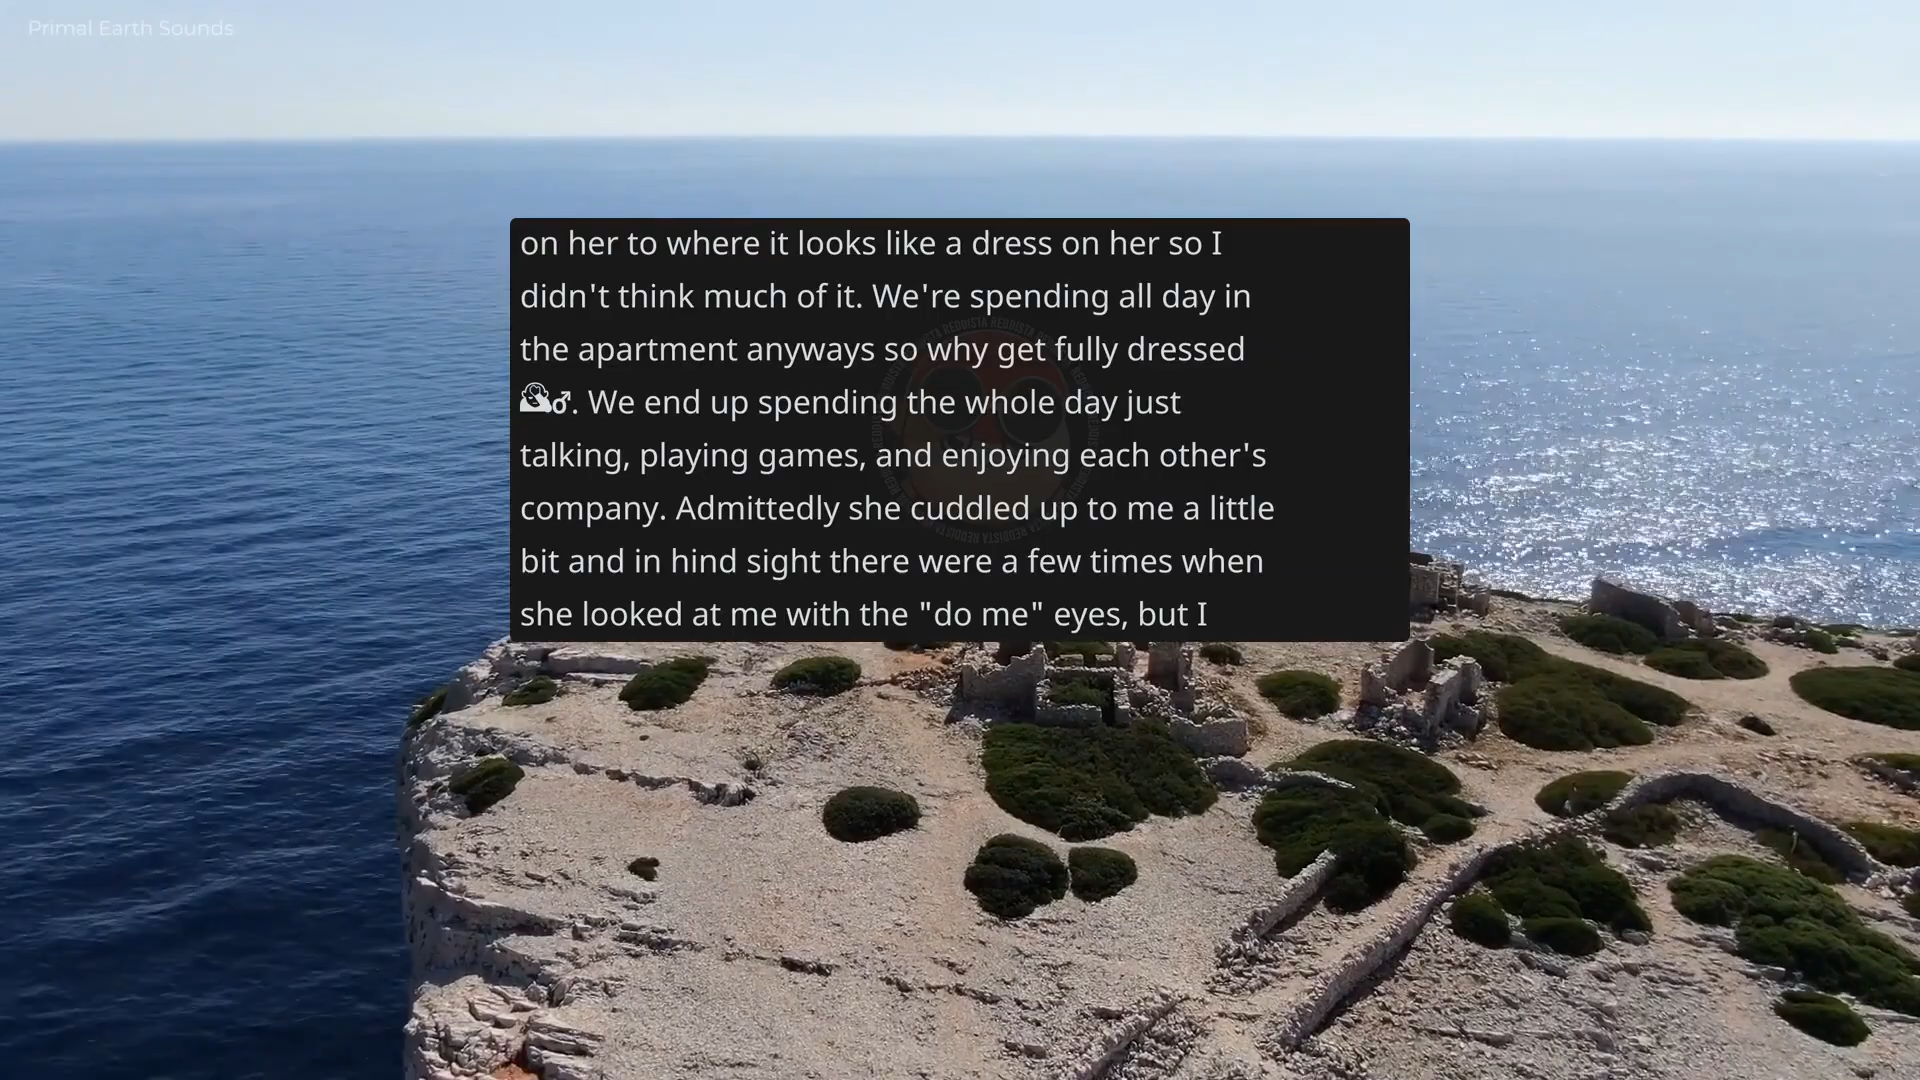 Primal Earth Sounds
on her to where it looks like a dress on her so I
didn't think much of it. We're spending all day in
the apartment anyways so why get fully dressed
♂. We end up spending the whole day just
talking, playing games, and enjoying each other's
company. Admittedly she cuddled up to me a little
bit and in hind sight there were a few times when
she looked at me with the "do me" eyes, but I
REDDISTA REDDISTA REDDISTA